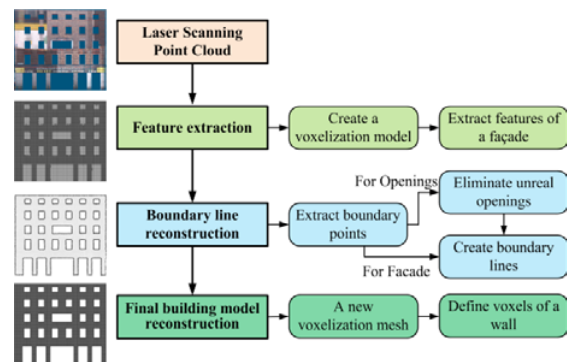 Laser Scanning
Point Cloud
Feature extraction
Create a
voxelization model
Extract features of
a façade
For Openings
Eliminate unreal
openings
Boundary line
reconstruction
Extract boundary
points
Create boundary
lines
For Facade
Final building model
reconstruction
A new
voxelization mesh
Define voxels of a
wall